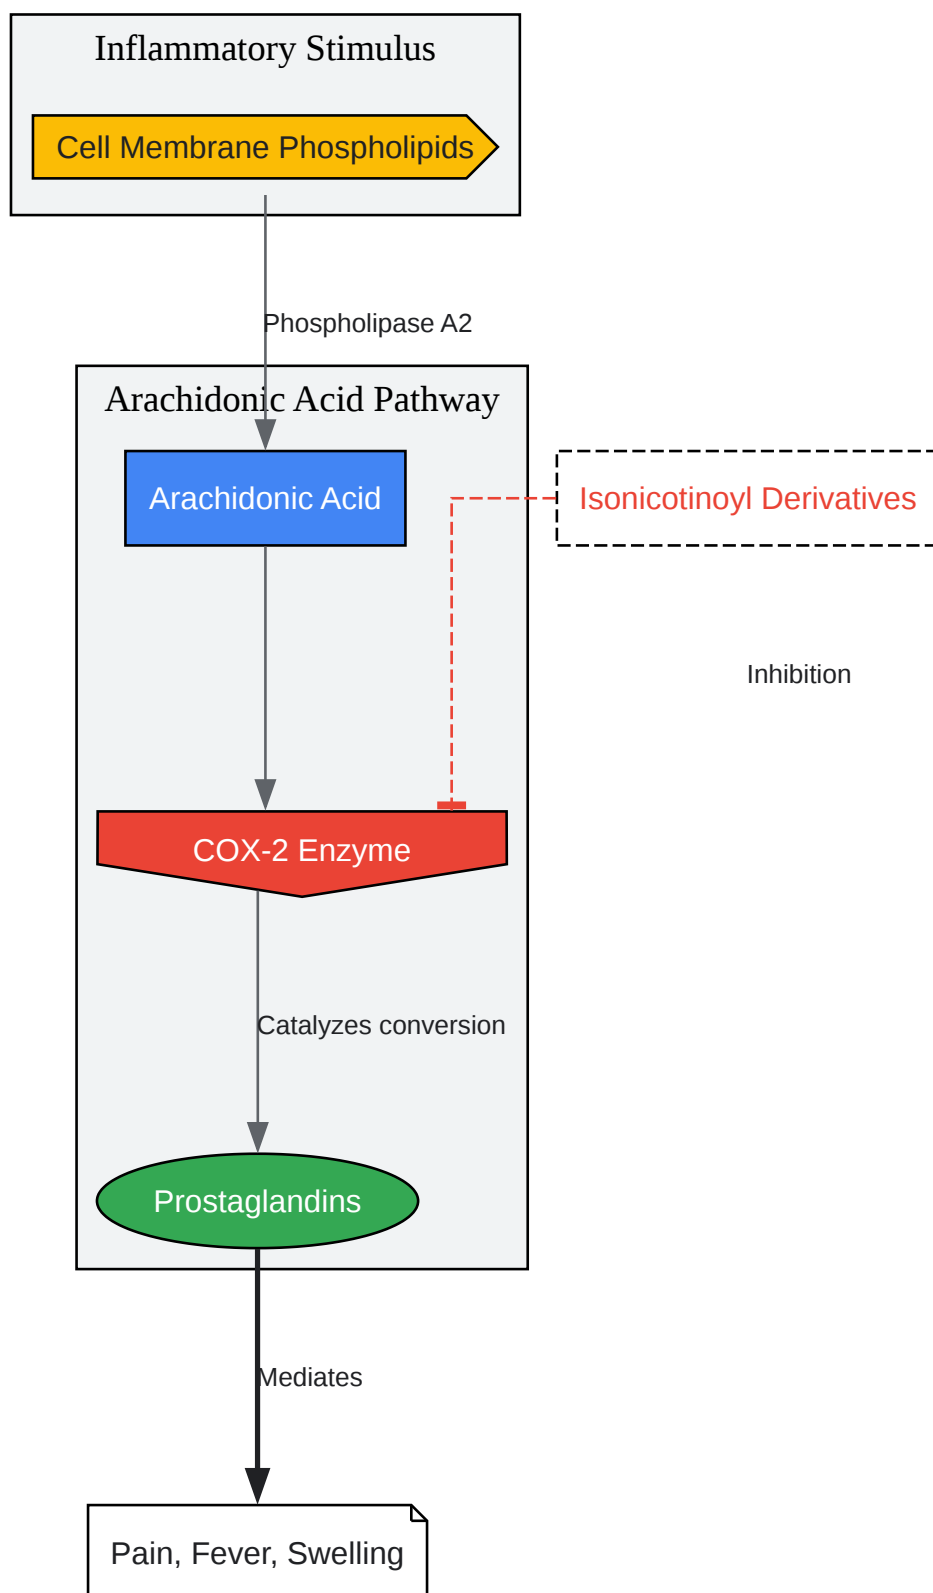 Inflammatory Stimulus
Cell Membrane Phospholipids
Phospholipase A2
Arachidonic Acid Pathway
Arachidonic Acid
Isonicotinoyl Derivatives
Inhibition
COX-2 Enzyme
Catalyzes conversion
Prostaglandins
Mediates
Pain, Fever, Swelling